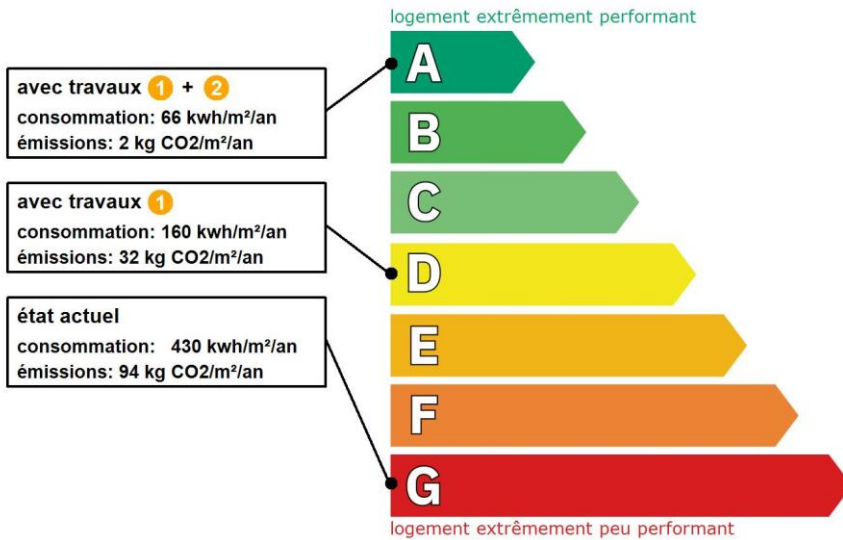 logement extrêmement performant
A
avec travaux 1 + 2
consommation: 66 kwh/m²/an
émissions: 2 kg CO2/m²/an
B
C
avec travaux 1
consommation: 160 kwh/m²/an
émissions: 32 kg CO2/m²/an
D
état actuel
consommation: 430 kwh/m²/an
émissions: 94 kg CO2/m²/an
E
F
G
logement extrêmement peu performant